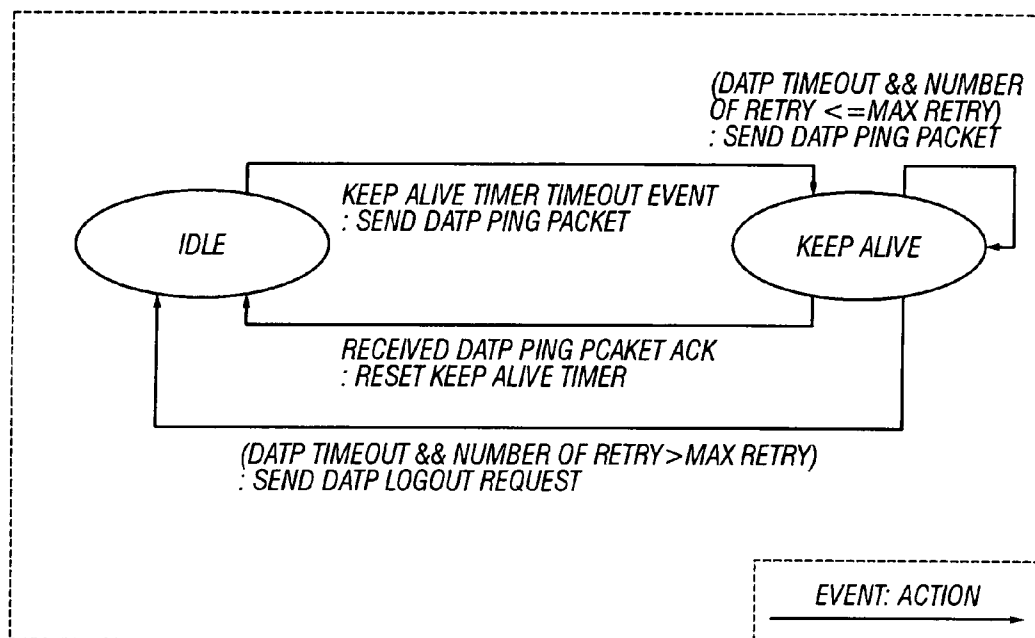 (DATP TIMEOUT && NUMBER
OF RETRY <=MAX RETRY)
: SEND DATP PING PACKET
KEEP ALIVE TIMER TIMEOUT EVENT
: SEND DATP PING PACKET
IDLE
KEEP ALIVE
RECEIVED DATP PING PCAKET ACK
: RESET KEEP ALIVE TIMER
(DATP TIMEOUT && NUMBER OF RETRY>MAX RETRY)
: SEND DATP LOGOUT REQUEST
EVENT: ACTION